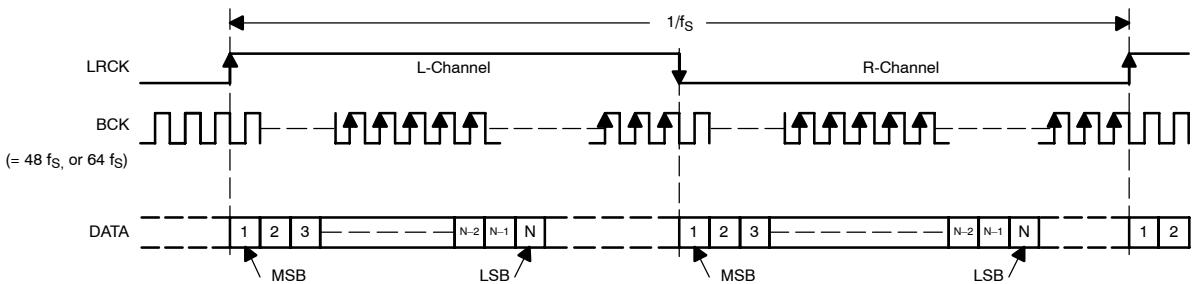 1/fS
LRCK L-Channel R-Channel
BCK
(= 48 fS, or 64 fS)
DATA 1 2 3 N–2 N–1 N 1 2 3 N–2 N–1 N 1 2
MSB LSB MSB LSB